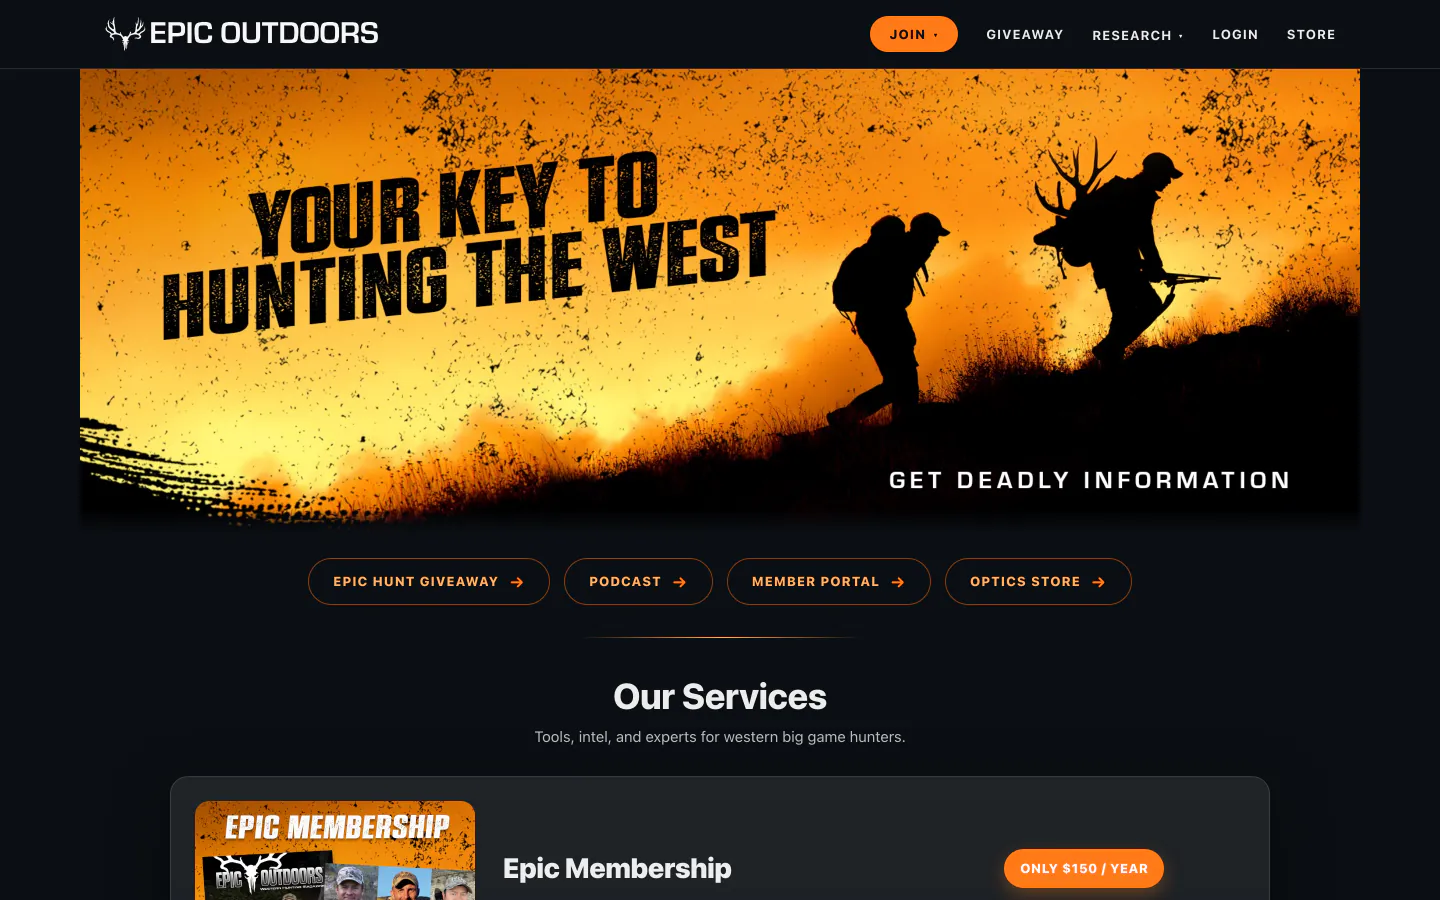 EPIC OUTDOORS
JOIN
GIVEAWAY
RESEARCH
LOGIN
STORE
YOUR KEY TO
HUNTING THE WEST
GET DEADLY INFORMATION
EPIC HUNT GIVEAWAY →
PODCAST →
MEMBER PORTAL →
OPTICS STORE →
Our Services
Tools, intel, and experts for western big game hunters.
EPIC MEMBERSHIP
EPIC OUTDOORS
Epic Membership
ONLY $150 / YEAR